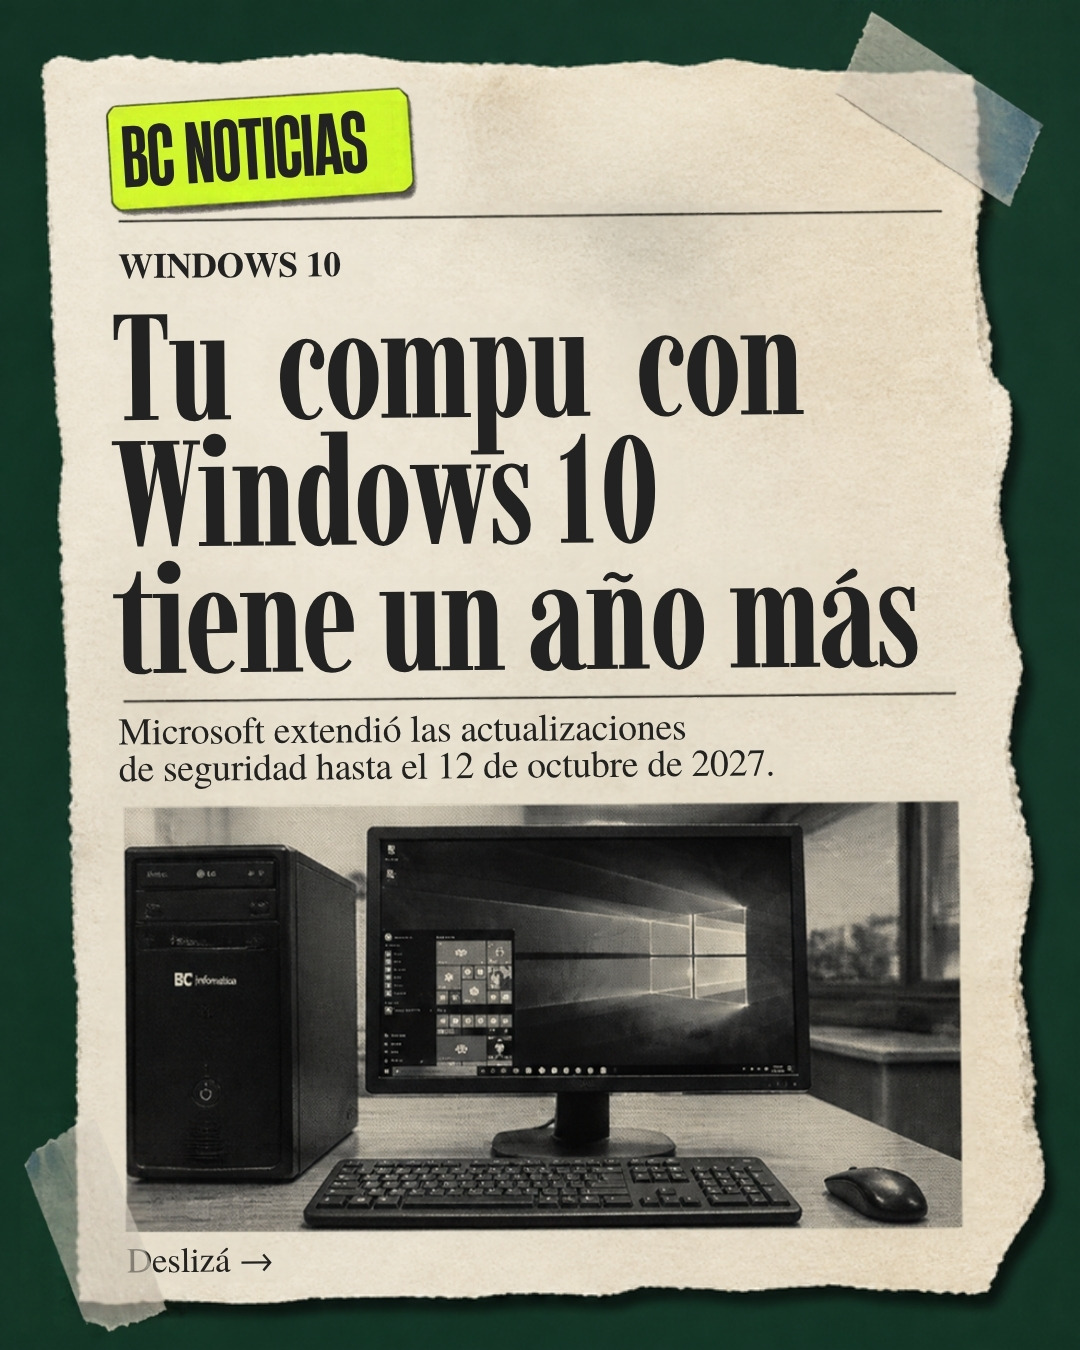 BC NOTICIAS
WINDOWS 10
Tu compu con
Windows 10
tiene un año más
Microsoft extendió las actualizaciones
de seguridad hasta el 12 de octubre de 2027.
LG
BC informática
Deslizá →